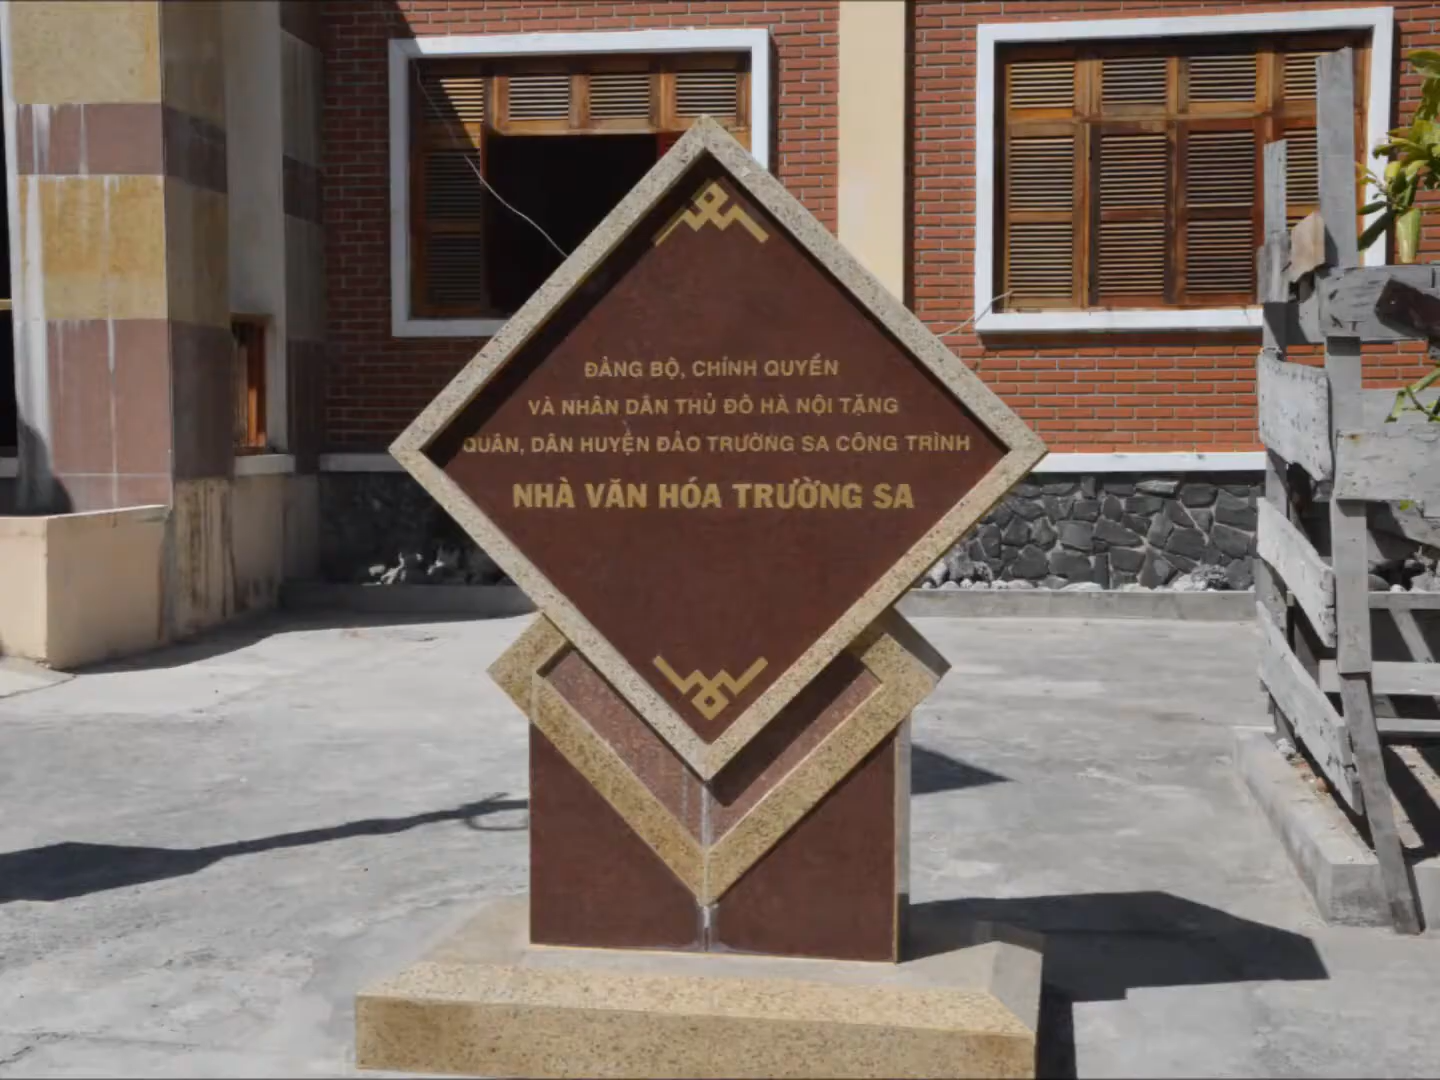 ĐẢNG BỘ, CHÍNH QUYỀN
VÀ NHÂN DÂN THỦ ĐÔ HÀ NỘI TẶNG
QUÂN, DÂN HUYỆN ĐẢO TRƯỜNG SA CÔNG TRÌNH
NHÀ VĂN HÓA TRƯỜNG SA